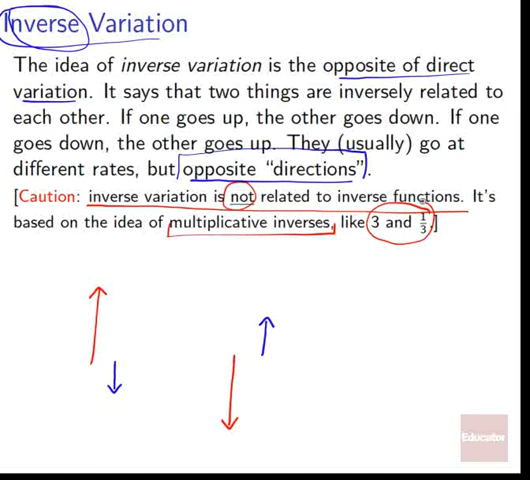 Inverse Variation
The idea of inverse variation is the opposite of direct
variation. It says that two things are inversely related to
each other. If one goes up, the other goes down. If one
goes down, the other goes up. They (usually) go at
different rates, but opposite “directions”.
[Caution: inverse variation is not related to inverse functions. It’s
based on the idea of multiplicative inverses, like 3 and 1/3.]
Educator